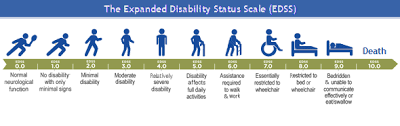 The Expanded Disability Status Scale (EDSS)
Death
0.0 1.0 2.0 3.0 4.0 5.0 6.0 7.0 8.0 9.0 10.0
Normal neurological function
No disability with only minimal signs
Minimal disability
Moderate disability
Relatively severe disability
Disability affects full daily activities
Assistance required to walk & work
Essentially restricted to wheelchair
Restricted to bed or wheelchair
Bedridden & unable to communicate effectively or eat/swallow